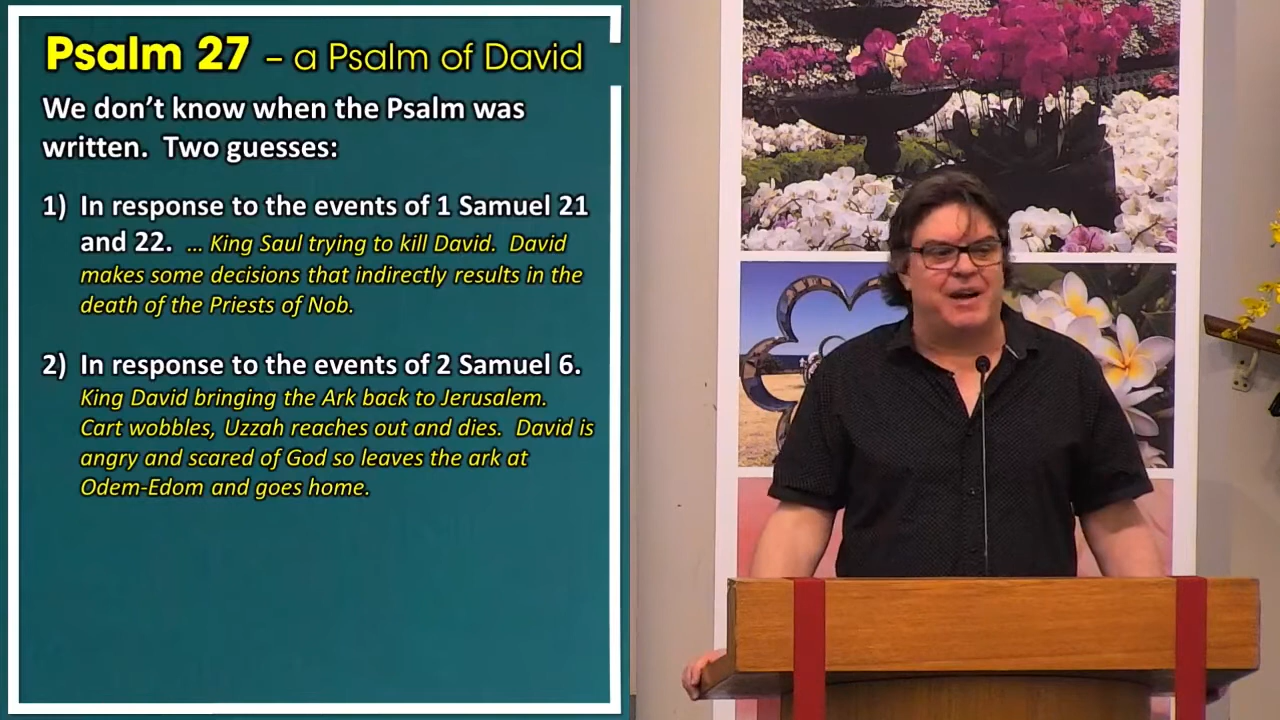 Psalm 27 – a Psalm of David
We don't know when the Psalm was
written. Two guesses:
1) In response to the events of 1 Samuel 21
and 22. ... King Saul trying to kill David. David
makes some decisions that indirectly results in the
death of the Priests of Nob.
2) In response to the events of 2 Samuel 6.
King David bringing the Ark back to Jerusalem.
Cart wobbles, Uzzah reaches out and dies. David is
angry and scared of God so leaves the ark at
Odem-Edom and goes home.